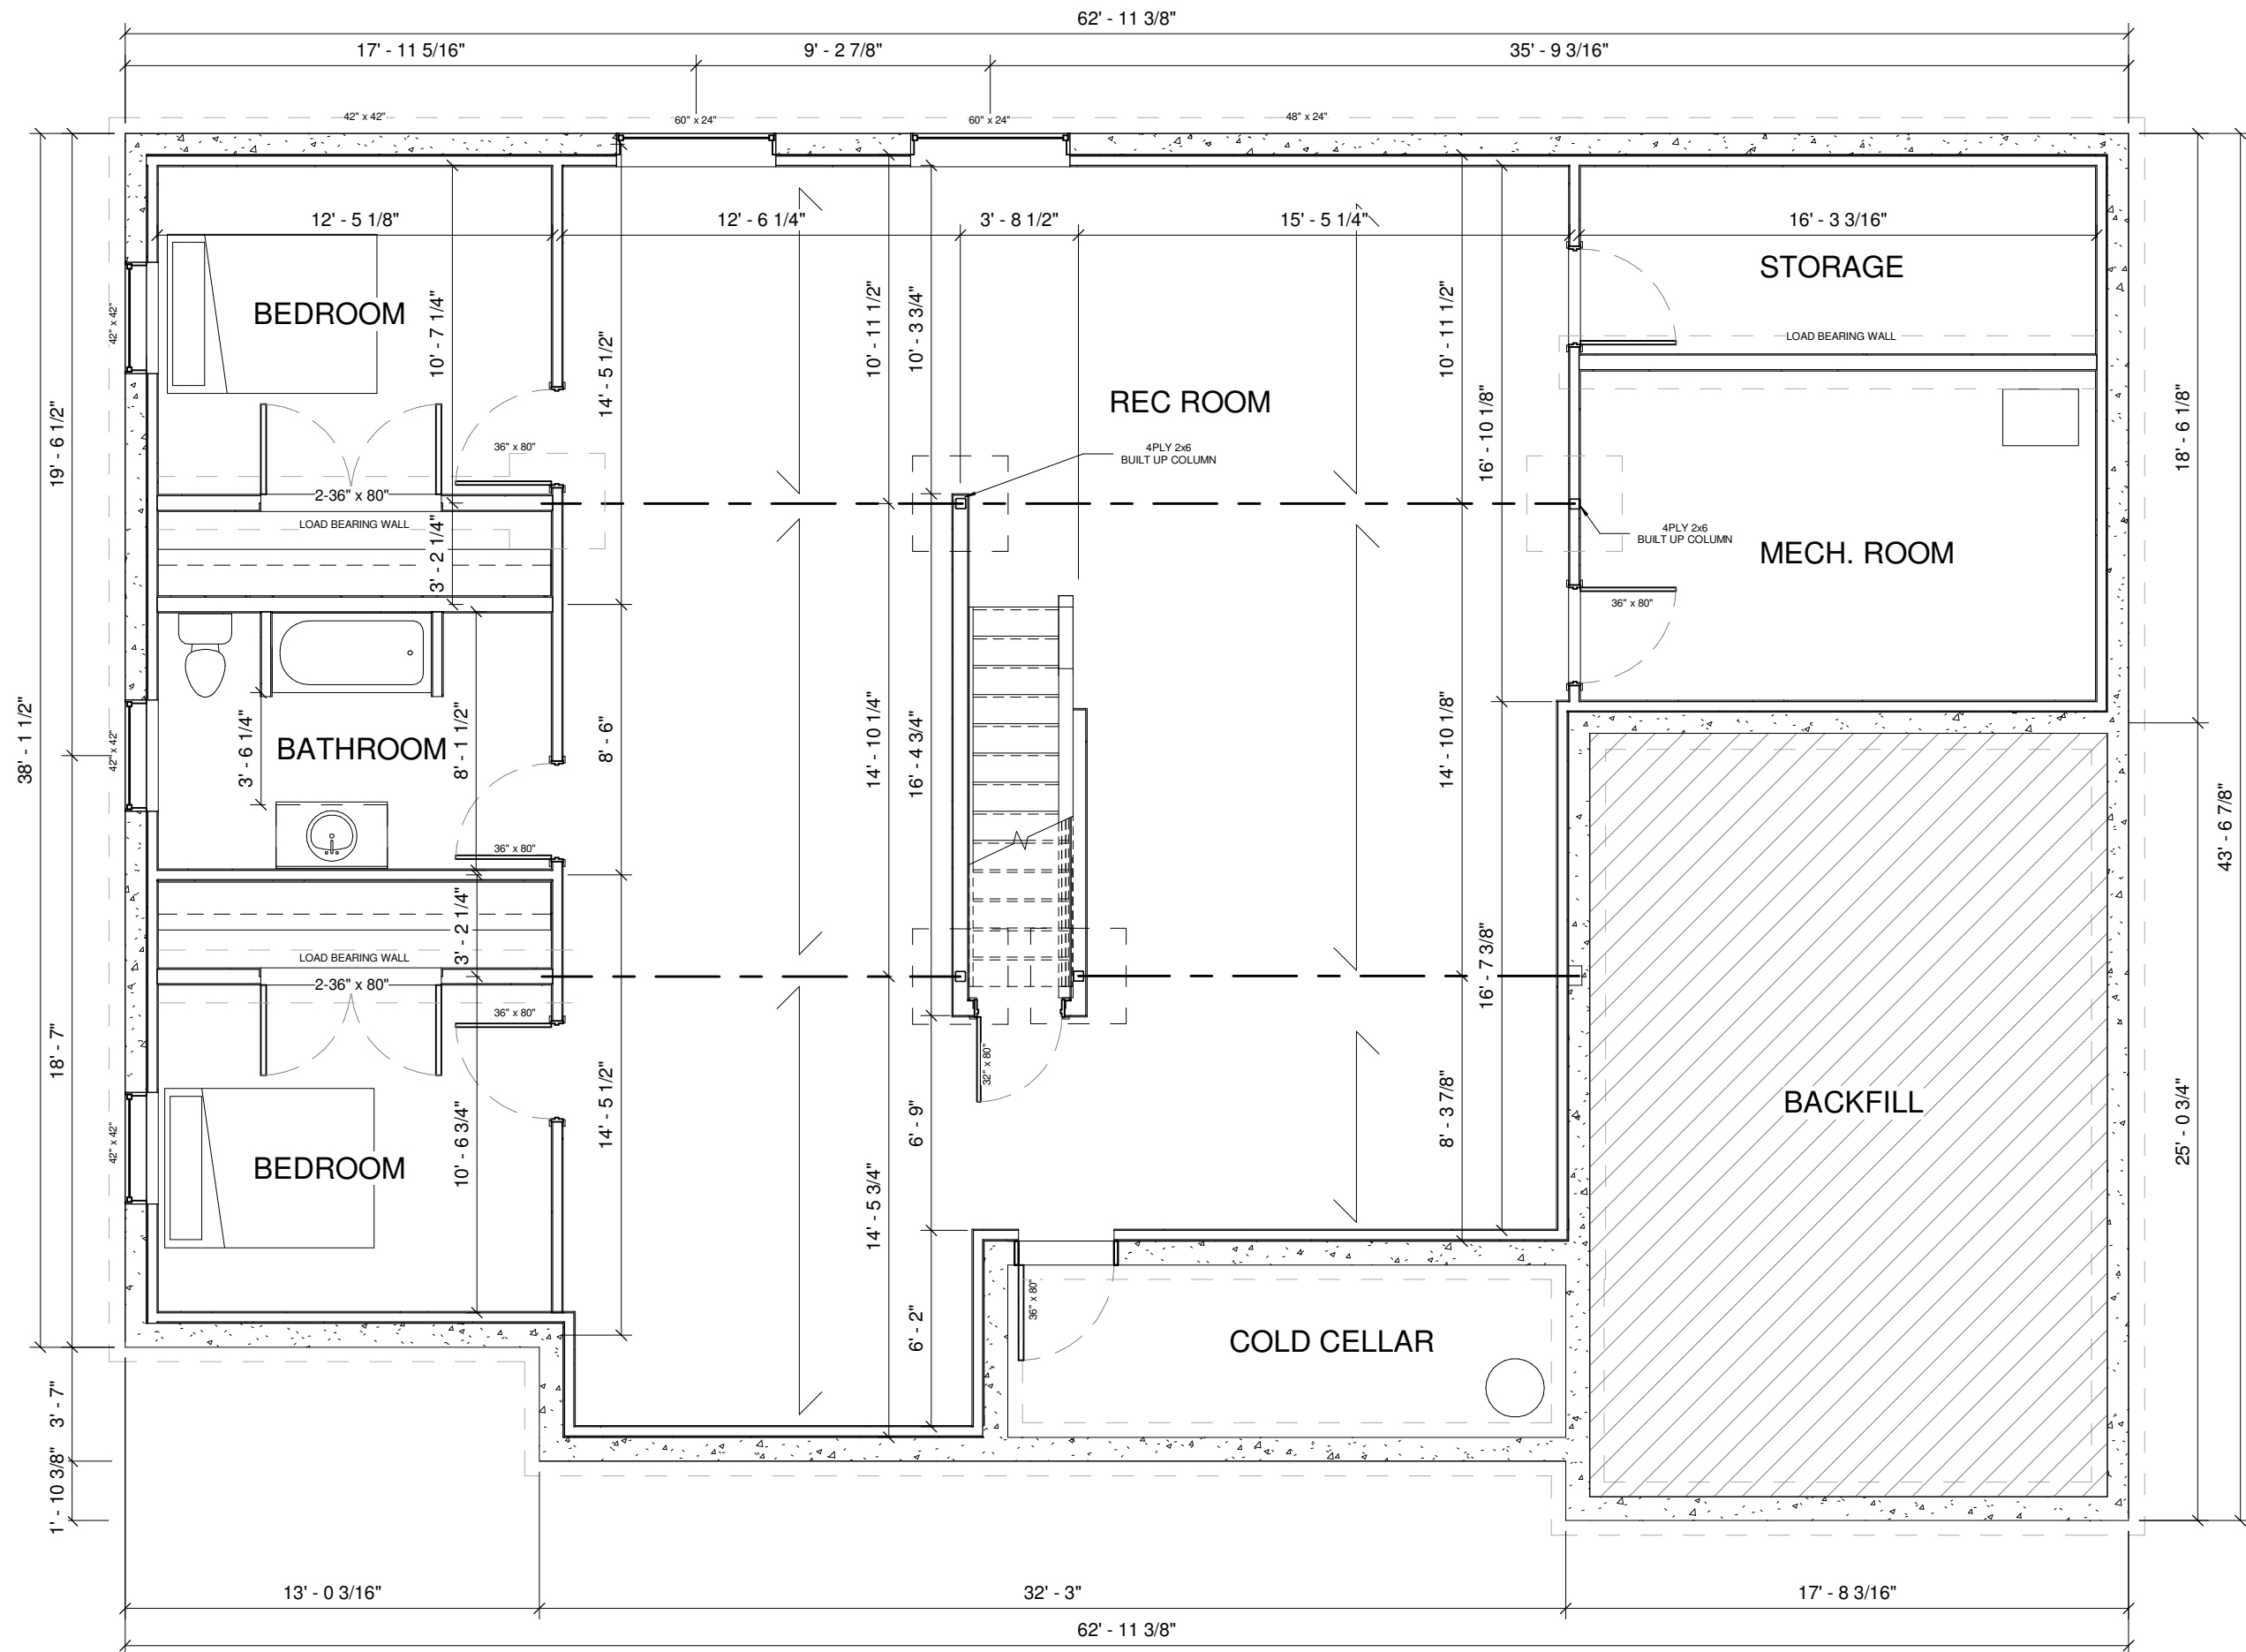 62' - 11 3/8"
17' - 11 5/16"
9' - 2 7/8"
35' - 9 3/16"
42" x 42"
60" x 24"
60" x 24"
48" x 24"
12' - 5 1/8"
12' - 6 1/4"
3' - 8 1/2"
15' - 5 1/4"
16' - 3 3/16"
STORAGE
BEDROOM
42" x 42"
10' - 7 1/4"
14' - 5 1/2"
10' - 11 1/2"
10' - 3 3/4"
10' - 11 1/2"
LOAD BEARING WALL
REC ROOM
19' - 6 1/2"
18' - 6 1/8"
36" x 80"
4PLY 2x6
BUILT UP COLUMN
16' - 10 1/8"
2-36" x 80"
LOAD BEARING WALL
4PLY 2x6
BUILT UP COLUMN
MECH. ROOM
3' - 2 1/4"
36" x 80"
38' - 11 1/2"
42" x 42"
3' - 6 1/4"
BATHROOM
8' - 1 1/2"
8' - 6"
14' - 10 1/4"
16' - 4 3/4"
14' - 10 1/8"
43' - 6 7/8"
36" x 80"
3' - 2 1/4"
LOAD BEARING WALL
2-36" x 80"
36" x 80"
16' - 7 3/8"
18' - 7"
32" x 80"
42" x 42"
BEDROOM
10' - 6 3/4"
14' - 5 1/2"
14' - 5 3/4"
6' - 9"
8' - 3 7/8"
BACKFILL
25' - 0 3/4"
36" x 80"
6' - 2"
COLD CELLAR
3' - 7"
1' - 10 3/8"
13' - 0 3/16"
32' - 3"
17' - 8 3/16"
62' - 11 3/8"